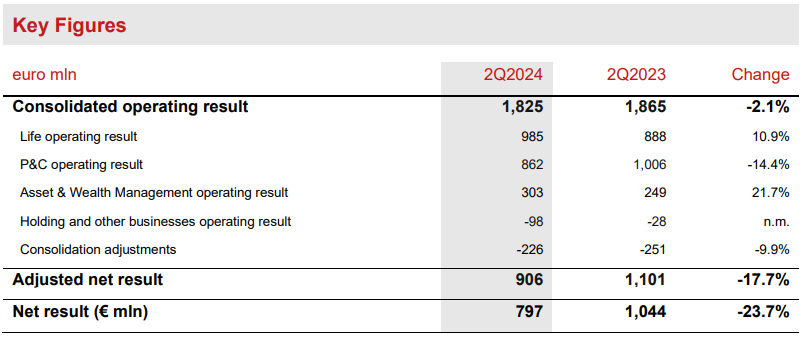 Key Figures
euro mln 2Q2024 2Q2023 Change
Consolidated operating result 1,825 1,865 -2.1%
Life operating result 985 888 10.9%
P&C operating result 862 1,006 -14.4%
Asset & Wealth Management operating result 303 249 21.7%
Holding and other businesses operating result -98 -28 n.m.
Consolidation adjustments -226 -251 -9.9%
Adjusted net result 906 1,101 -17.7%
Net result (€ mln) 797 1,044 -23.7%